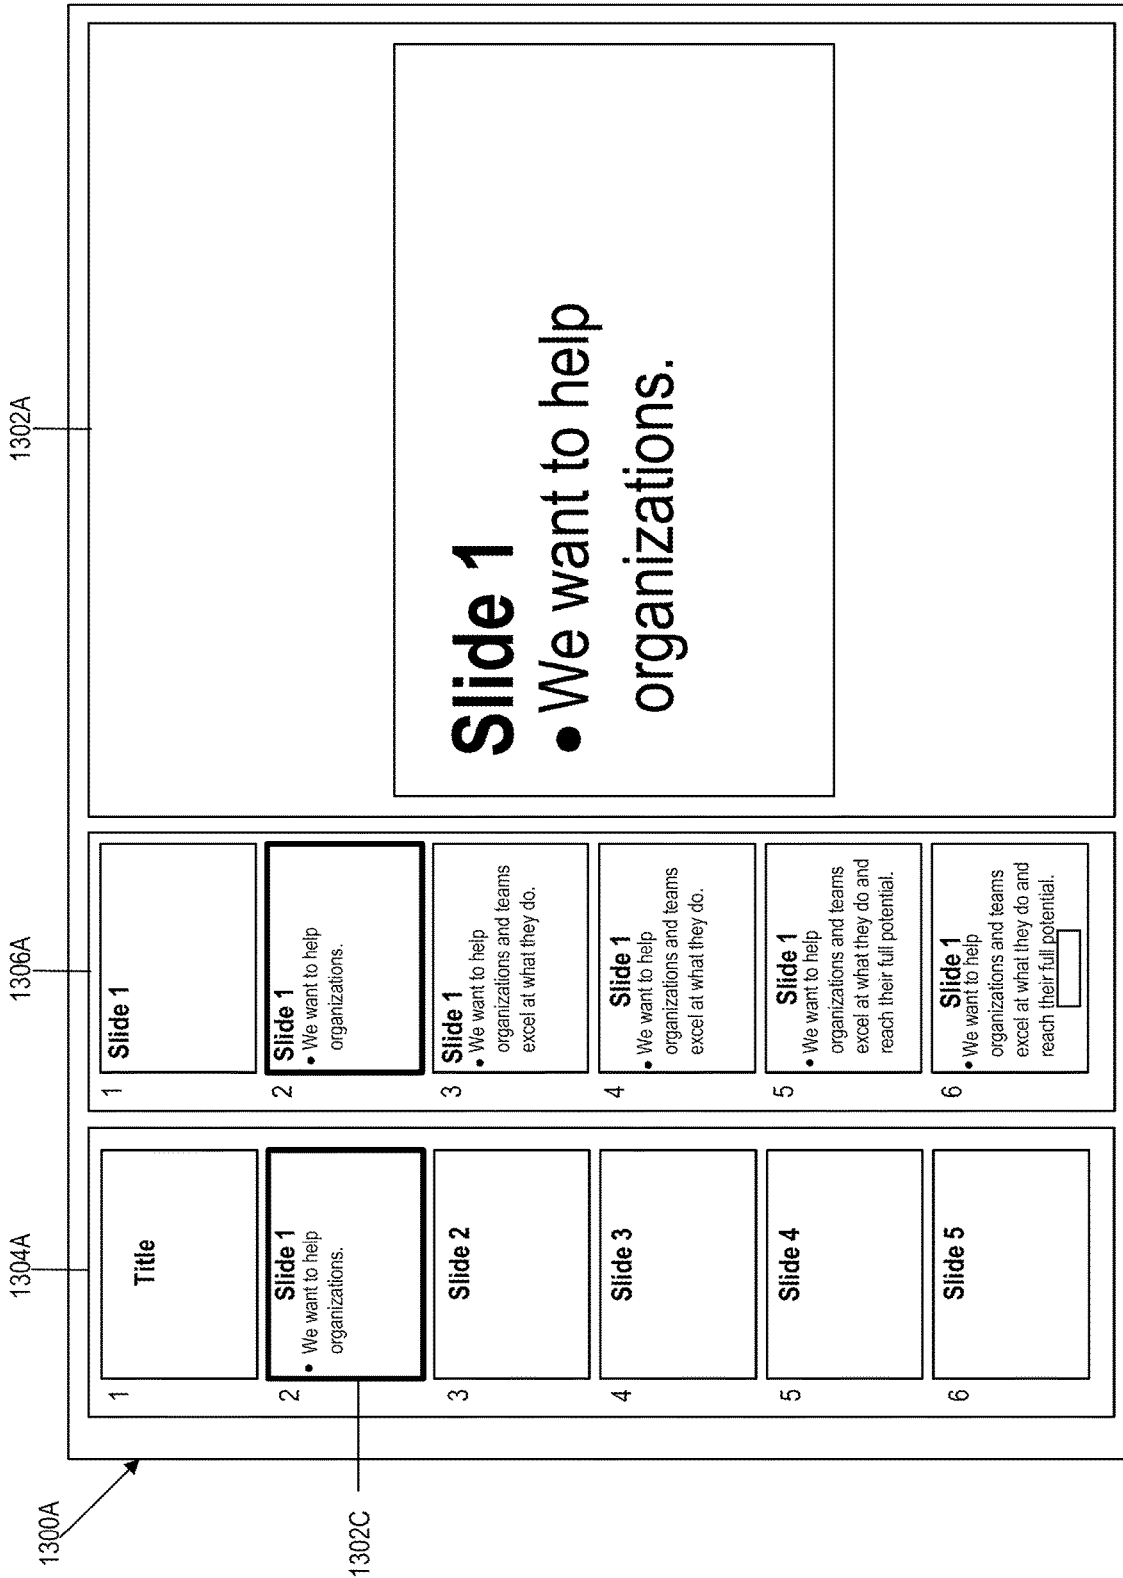 1300A
1304A
1306A
1302A
1302C
1
Title
2
Slide 1
• We want to help
organizations.
3
Slide 2
4
Slide 3
5
Slide 4
6
Slide 5
1
Slide 1
2
Slide 1
• We want to help
organizations.
3
Slide 1
• We want to help
organizations and teams
excel at what they do.
4
Slide 1
• We want to help
organizations and teams
excel at what they do.
5
Slide 1
• We want to help
organizations and teams
excel at what they do and
reach their full potential.
6
Slide 1
• We want to help
organizations and teams
excel at what they do and
reach their full potential.
Slide 1
• We want to help
organizations.